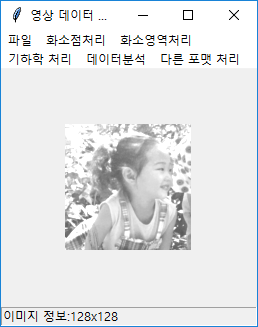 영상 데이터 ...
파일 화소점처리 화소영역처리
기하학 처리 데이터분석 다른 포맷 처리
이미지 정보:128x128